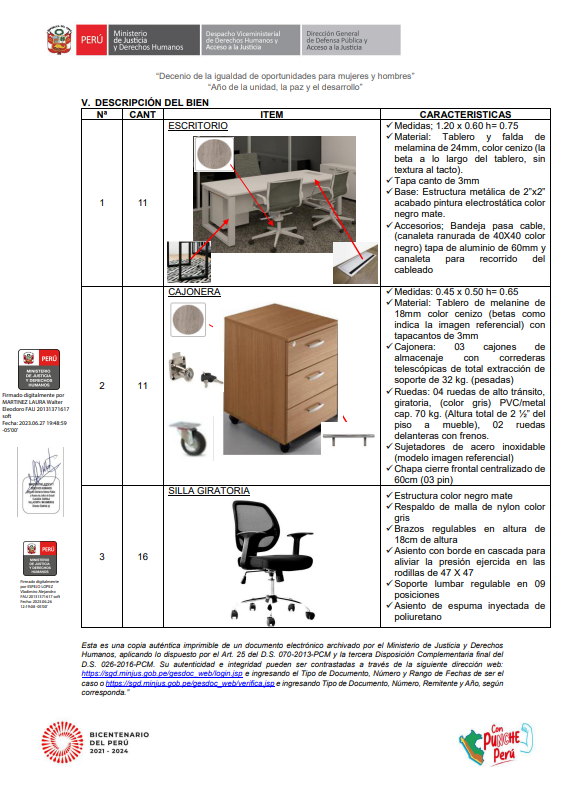 PERÚ
Ministerio
de Justicia
y Derechos Humanos
Despacho Viceministerial
de Derechos Humanos y
Acceso a la Justicia
Dirección General
de Defensa Pública y
Acceso a la Justicia
“Decenio de la igualdad de oportunidades para mujeres y hombres”
“Año de la unidad, la paz y el desarrollo”
V. DESCRIPCIÓN DEL BIEN
Nª CANT ITEM CARACTERISTICAS
1 11
ESCRITORIO
✓Medidas; 1.20 x 0.60 h= 0.75
✓Material: Tablero y falda de
melamina de 24mm, color cenizo (la
beta a lo largo del tablero, sin
textura al tacto).
✓Tapa canto de 3mm
✓Base: Estructura metálica de 2”x2”
acabado pintura electrostática color
negro mate.
✓Accesorios; Bandeja pasa cable,
(canaleta ranurada de 40X40 color
negro) tapa de aluminio de 60mm y
canaleta para recorrido del
cableado
2 11
CAJONERA
✓Medidas: 0.45 x 0.50 h= 0.65
✓Material: Tablero de melanine de
18mm color cenizo (betas como
indica la imagen referencial) con
tapacantos de 3mm
✓Cajonera: 03 cajones de
almacenaje con correderas
telescópicas de total extracción de
soporte de 32 kg. (pesadas)
✓Ruedas: 04 ruedas de alto tránsito,
giratoria, (color gris) PVC/metal
cap. 70 kg. (Altura total de 2 ½” del
piso a mueble), 02 ruedas
delanteras con frenos.
✓Sujetadores de acero inoxidable
(modelo imagen referencial)
✓Chapa cierre frontal centralizado de
60cm (03 pin)
3 16
SILLA GIRATORIA
✓Estructura color negro mate
✓Respaldo de malla de nylon color
gris
✓Brazos regulables en altura de
18cm de altura
✓Asiento con borde en cascada para
aliviar la presión ejercida en las
rodillas de 47 X 47
✓Soporte lumbar regulable en 09
posiciones
✓Asiento de espuma inyectada de
poliuretano
PERÚ
MINISTERIO
DE JUSTICIA
Y DERECHOS
HUMANOS
Firmado digitalmente por
MARTINEZ LAURA Walter
Eleodoro FAU 20131371617
soft
Fecha: 2023.06.27 19:48:59
-05'00'
PERÚ
MINISTERIO
DE JUSTICIA
Y DERECHOS
HUMANOS
Firmado digitalmente
por ESPEJO LOPEZ
Vladimiro Alejandro
FAU 20131371617 soft
Fecha: 2023.06.26
12:19:08 -05'00'
Esta es una copia auténtica imprimible de un documento electrónico archivado por el Ministerio de Justicia y Derechos
Humanos, aplicando lo dispuesto por el Art. 25 del D.S. 070-2013-PCM y la tercera Disposición Complementaria final del
D.S. 026-2016-PCM. Su autenticidad e integridad pueden ser contrastadas a través de la siguiente dirección web:
https://sgd.minjus.gob.pe/gesdoc_web/login.jsp e ingresando el Tipo de Documento, Número y Rango de Fechas de ser el
caso o https://sgd.minjus.gob.pe/gesdoc_web/verifica.jsp e ingresando Tipo de Documento, Número, Remitente y Año, según
corresponda.”
BICENTENARIO
DEL PERÚ
2021 - 2024
Con
PUNCHE
Perú